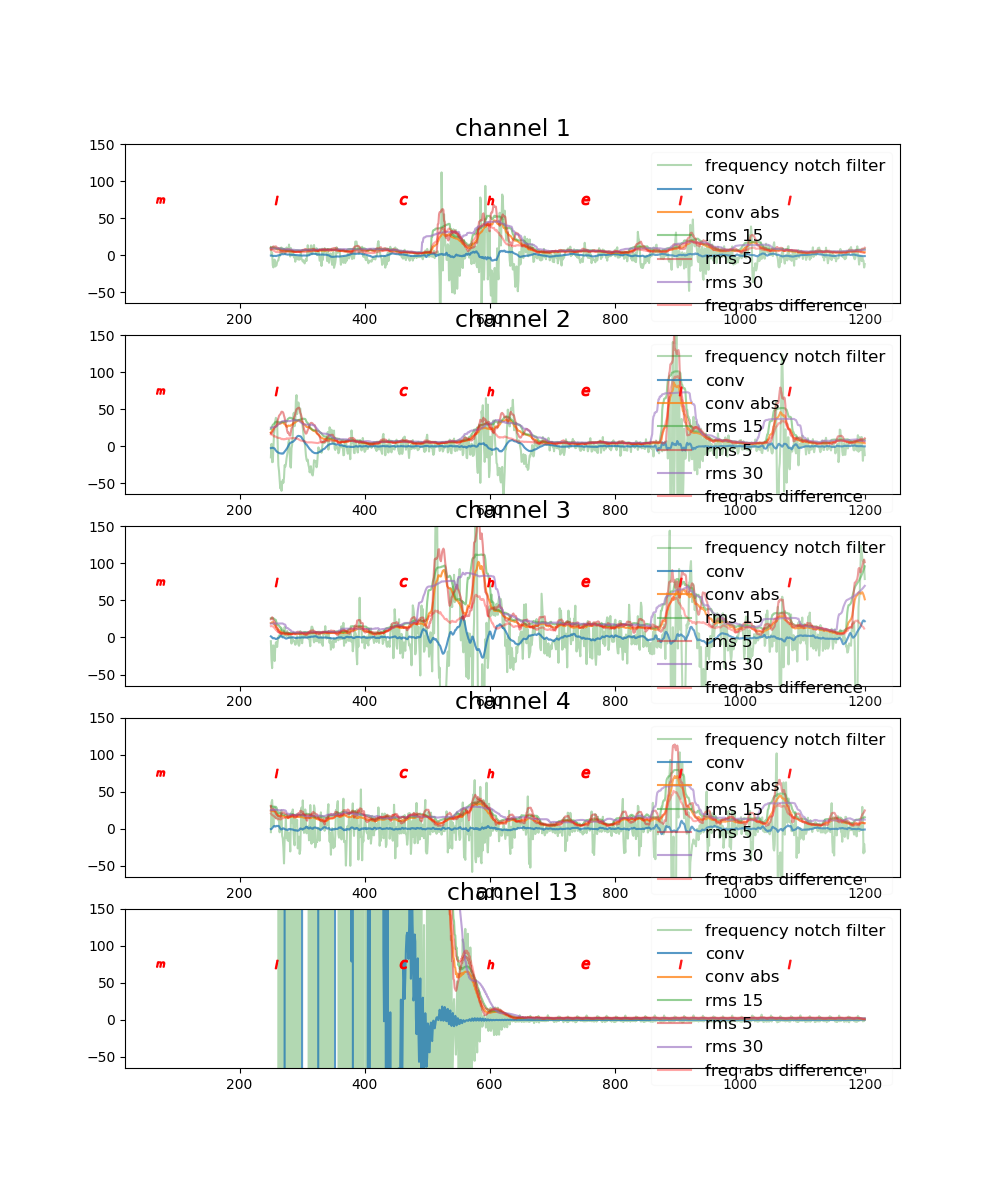 channel 1
150
100
50
0
−50
m l c h e l l
frequency notch filter
conv
conv abs
rms 15
rms 5
rms 30
freq abs difference
200 400 600 800 1000 1200
channel 2
150
100
50
0
−50
m l c h e l l
frequency notch filter
conv
conv abs
rms 15
rms 5
rms 30
freq abs difference
200 400 600 800 1000 1200
channel 3
150
100
50
0
−50
m l c h e l l
frequency notch filter
conv
conv abs
rms 15
rms 5
rms 30
freq abs difference
200 400 600 800 1000 1200
channel 4
150
100
50
0
−50
m l c h e l l
frequency notch filter
conv
conv abs
rms 15
rms 5
rms 30
freq abs difference
200 400 600 800 1000 1200
channel 13
150
100
50
0
−50
m l c h e l l
frequency notch filter
conv
conv abs
rms 15
rms 5
rms 30
freq abs difference
200 400 600 800 1000 1200